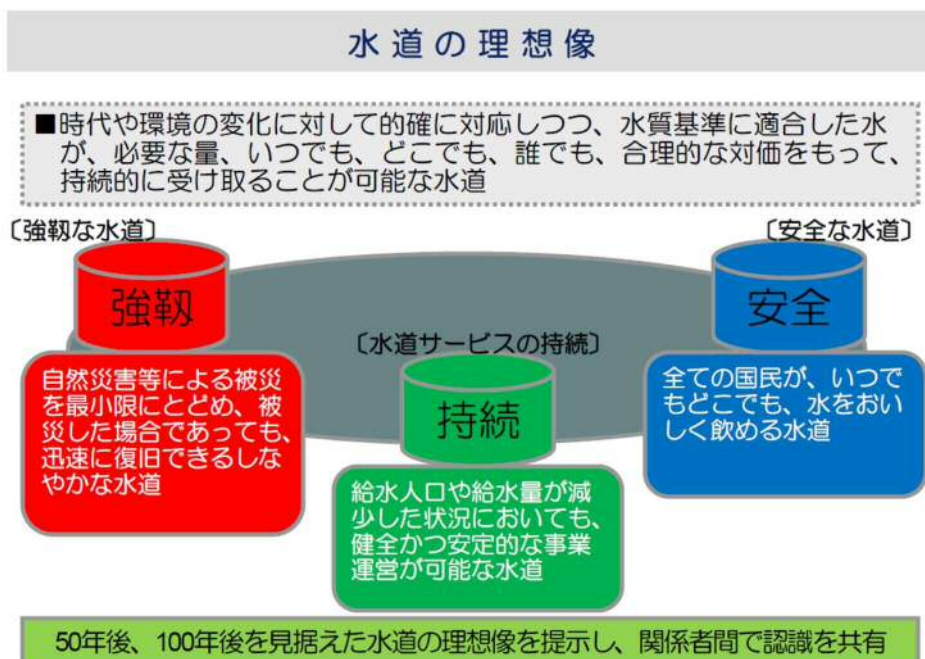 水道の理想像
■時代や環境の変化に対して的確に対応しつつ、水質基準に適合した水
が、必要な量、いつでも、どこでも、誰でも、合理的な対価をもって、
持続的に受け取ることが可能な水道
〔強靱な水道〕
〔安全な水道〕
強靱
安全
〔水道サービスの持続〕
持続
自然災害等による被災
を最小限にとどめ、被
災した場合であっても、
迅速に復旧できるしな
やかな水道
全ての国民が、いつで
もどこでも、水をおい
しく飲める水道
給水人口や給水量が減
少した状況においても、
健全かつ安定的な事業
運営が可能な水道
50年後、100年後を見据えた水道の理想像を提示し、関係者間で認識を共有